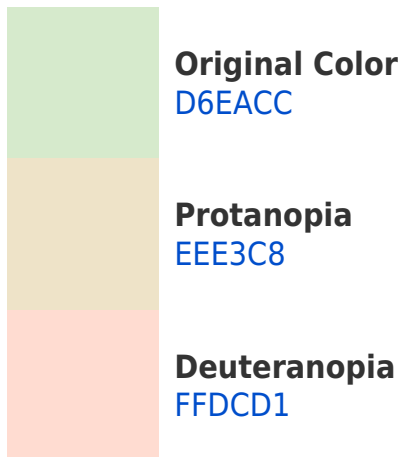 Original Color
D6EACC
Protanopia
EEE3C8
Deuteranopia
FFDCD1